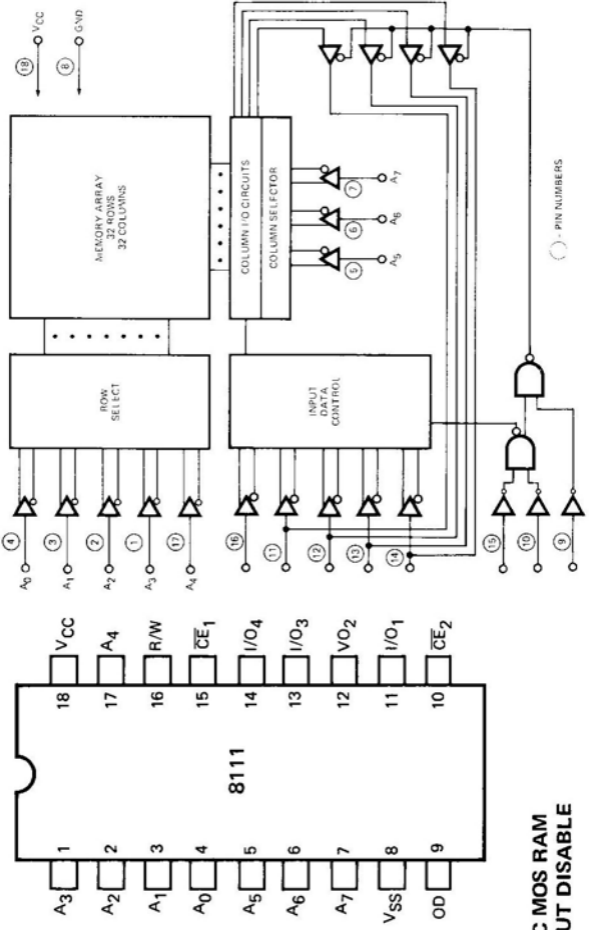 A3 1 18 VCC
A2 2 17 A4
A1 3 16 R/W
A0 4 15 C̅E̅1
A5 5 14 I/O4
A6 6 13 I/O3
A7 7 12 VO2
VSS 8 11 I/O1
OD 9 10 C̅E̅2
8111
C MOS RAM
UT DISABLE
A0 4
A1 3
A2 2
A3 1
A4 17
ROW
SELECT
MEMORY ARRAY
32 ROWS
32 COLUMNS
18 VCC
8 GND
16
11
12
13
14
INPUT
DATA
CONTROL
COLUMN I/O CIRCUITS
COLUMN SELECTOR
5 6 7
A5 A6 A7
15
10
9
- PIN NUMBERS